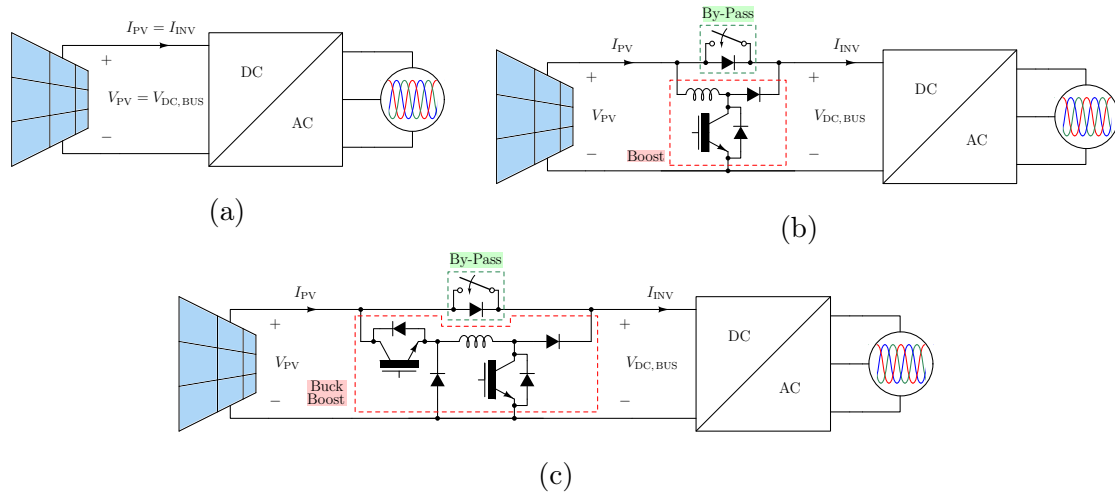 I_PV = I_INV
+
V_PV = V_DC,BUS
−
DC
AC
(a)
By-Pass
I_PV
I_INV
+
V_PV
−
Boost
+
V_DC,BUS
−
DC
AC
(b)
By-Pass
I_PV
I_INV
+
V_PV
−
Buck
Boost
+
V_DC,BUS
−
DC
AC
(c)